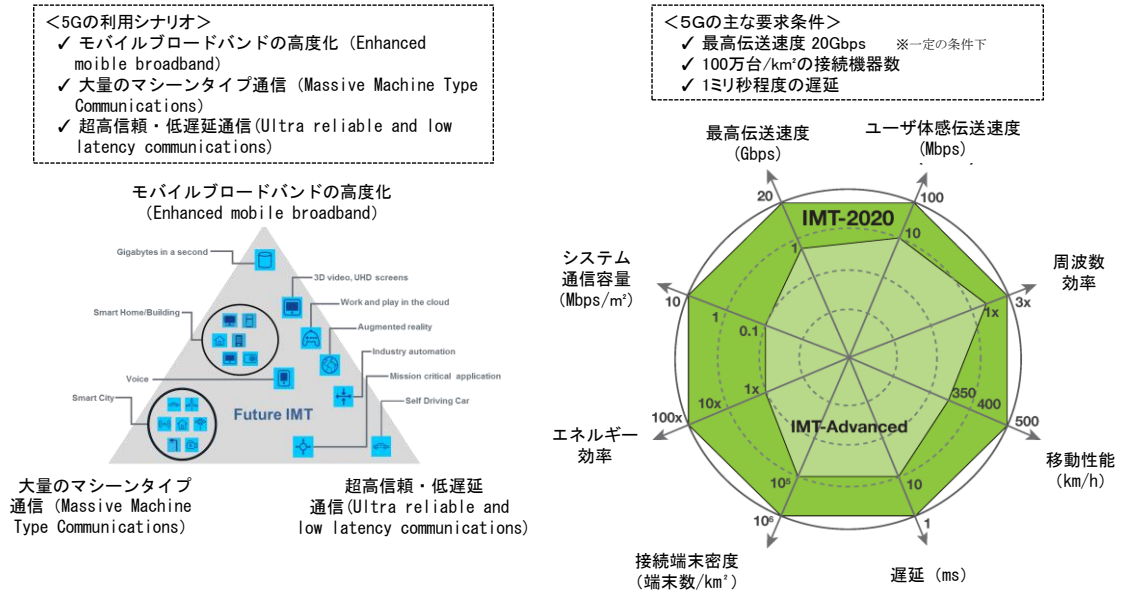 <5Gの利用シナリオ>
✓ モバイルブロードバンドの高度化 (Enhanced
moible broadband)
✓ 大量のマシーンタイプ通信 (Massive Machine Type
Communications)
✓ 超高信頼・低遅延通信(Ultra reliable and low
latency communications)
モバイルブロードバンドの高度化
(Enhanced mobile broadband)
Gigabytes in a second
3D video, UHD screens
Work and play in the cloud
Smart Home/Building
Augmented reality
Industry automation
Voice
Mission critical application
Smart City
Self Driving Car
Future IMT
大量のマシーンタイプ
通信 (Massive Machine
Type Communications)
超高信頼・低遅延
通信(Ultra reliable and
low latency communications)
<5Gの主な要求条件>
✓ 最高伝送速度 20Gbps ※一定の条件下
✓ 100万台/km²の接続機器数
✓ 1ミリ秒程度の遅延
最高伝送速度
(Gbps)
ユーザ体感伝送速度
(Mbps)
20
100
IMT-2020
1
10
システム
通信容量
(Mbps/㎡)
周波数
効率
10
1
0.1
1x
3x
エネルギー
効率
100x
10x
1x
350
400
500
IMT-Advanced
移動性能
(km/h)
10⁵
10
10⁶
1
接続端末密度
(端末数/km²)
遅延 (ms)